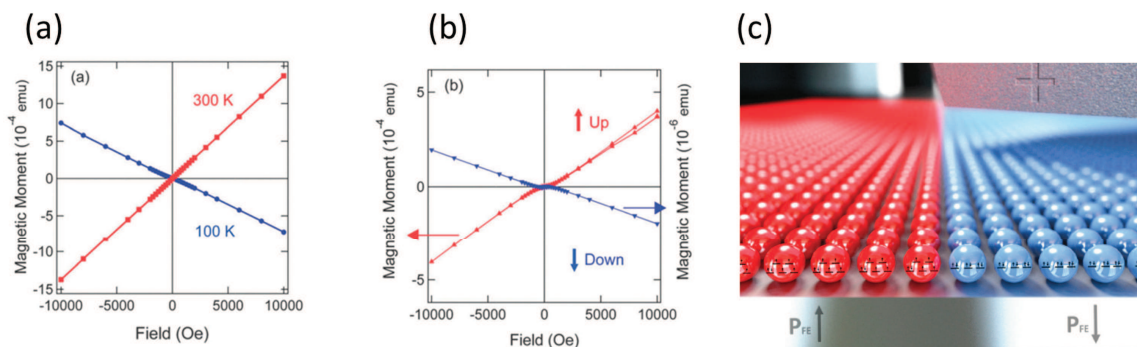 (a)
(a)
300 K
100 K
Magnetic Moment (10⁻⁴ emu)
15
10
5
0
-5
-10
-15
-10000
-5000
0
5000
10000
Field (Oe)
(b)
(b)
Up
Down
Magnetic Moment (10⁻⁴ emu)
5
0
-5
-10000
-5000
0
5000
10000
Field (Oe)
5
0
-5
Magnetic Moment (10⁻⁶ emu)
(c)
P_FE
P_FE